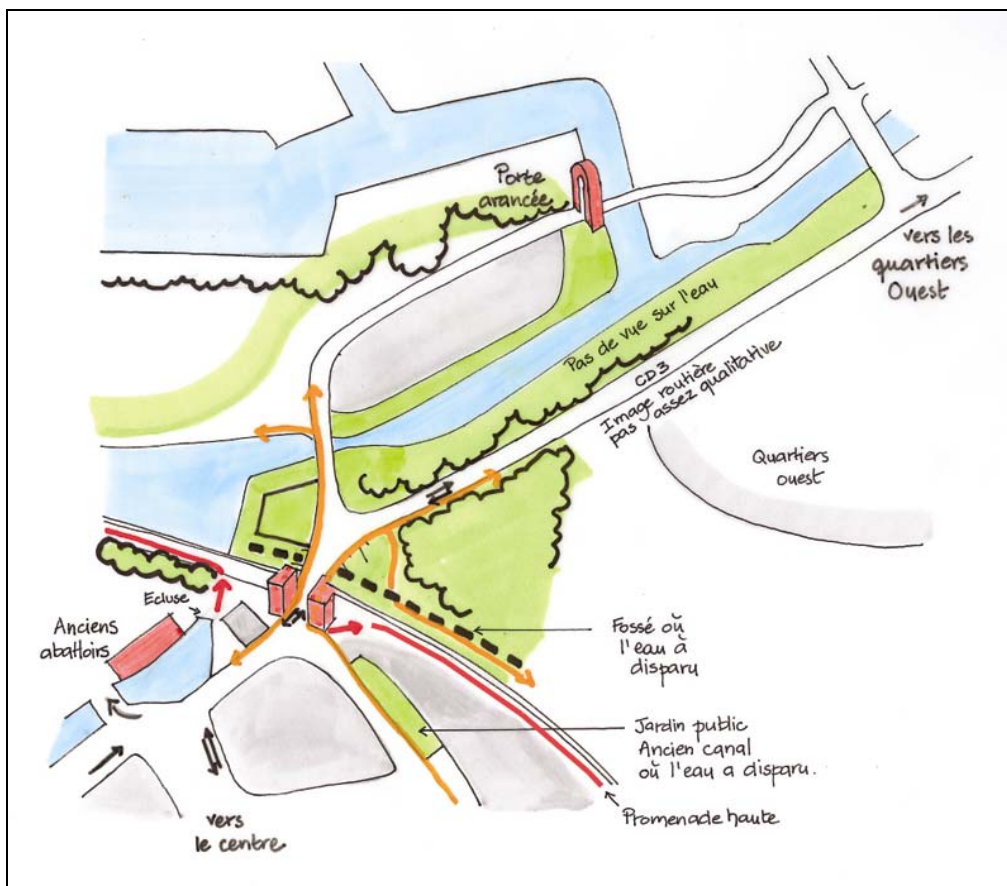 Porte
arancée
vers les
quartiers
Ouest
Pas de vue sur l'eau
CD3
Image routière
pas assez qualitative
Quartiers
ouest
Ecluse
Anciens
abattoirs
Fossé où
l'eau à
disparu
Jardin public
Ancien canal
où l'eau a disparu.
Promenade haute
vers
le centre